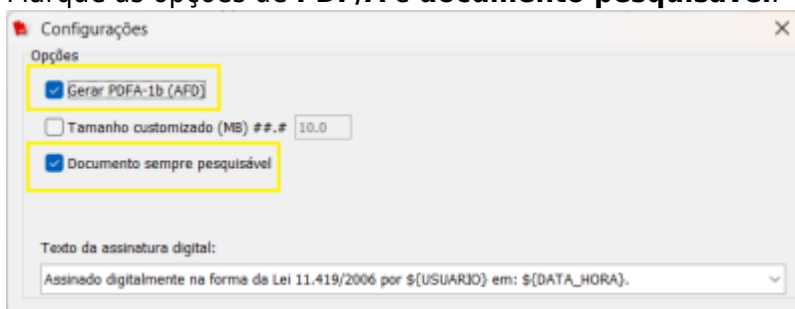 Marque as opções de PDF/A e documento pesquisável:
Configurações
Opções
Gerar PDFA-1b (AFD)
Tamanho customizado (MB) ##.# 10.0
Documento sempre pesquisável
Texto da assinatura digital:
Assinado digitalmente na forma da Lei 11.419/2006 por ${USUARIO} em: ${DATA_HORA}.